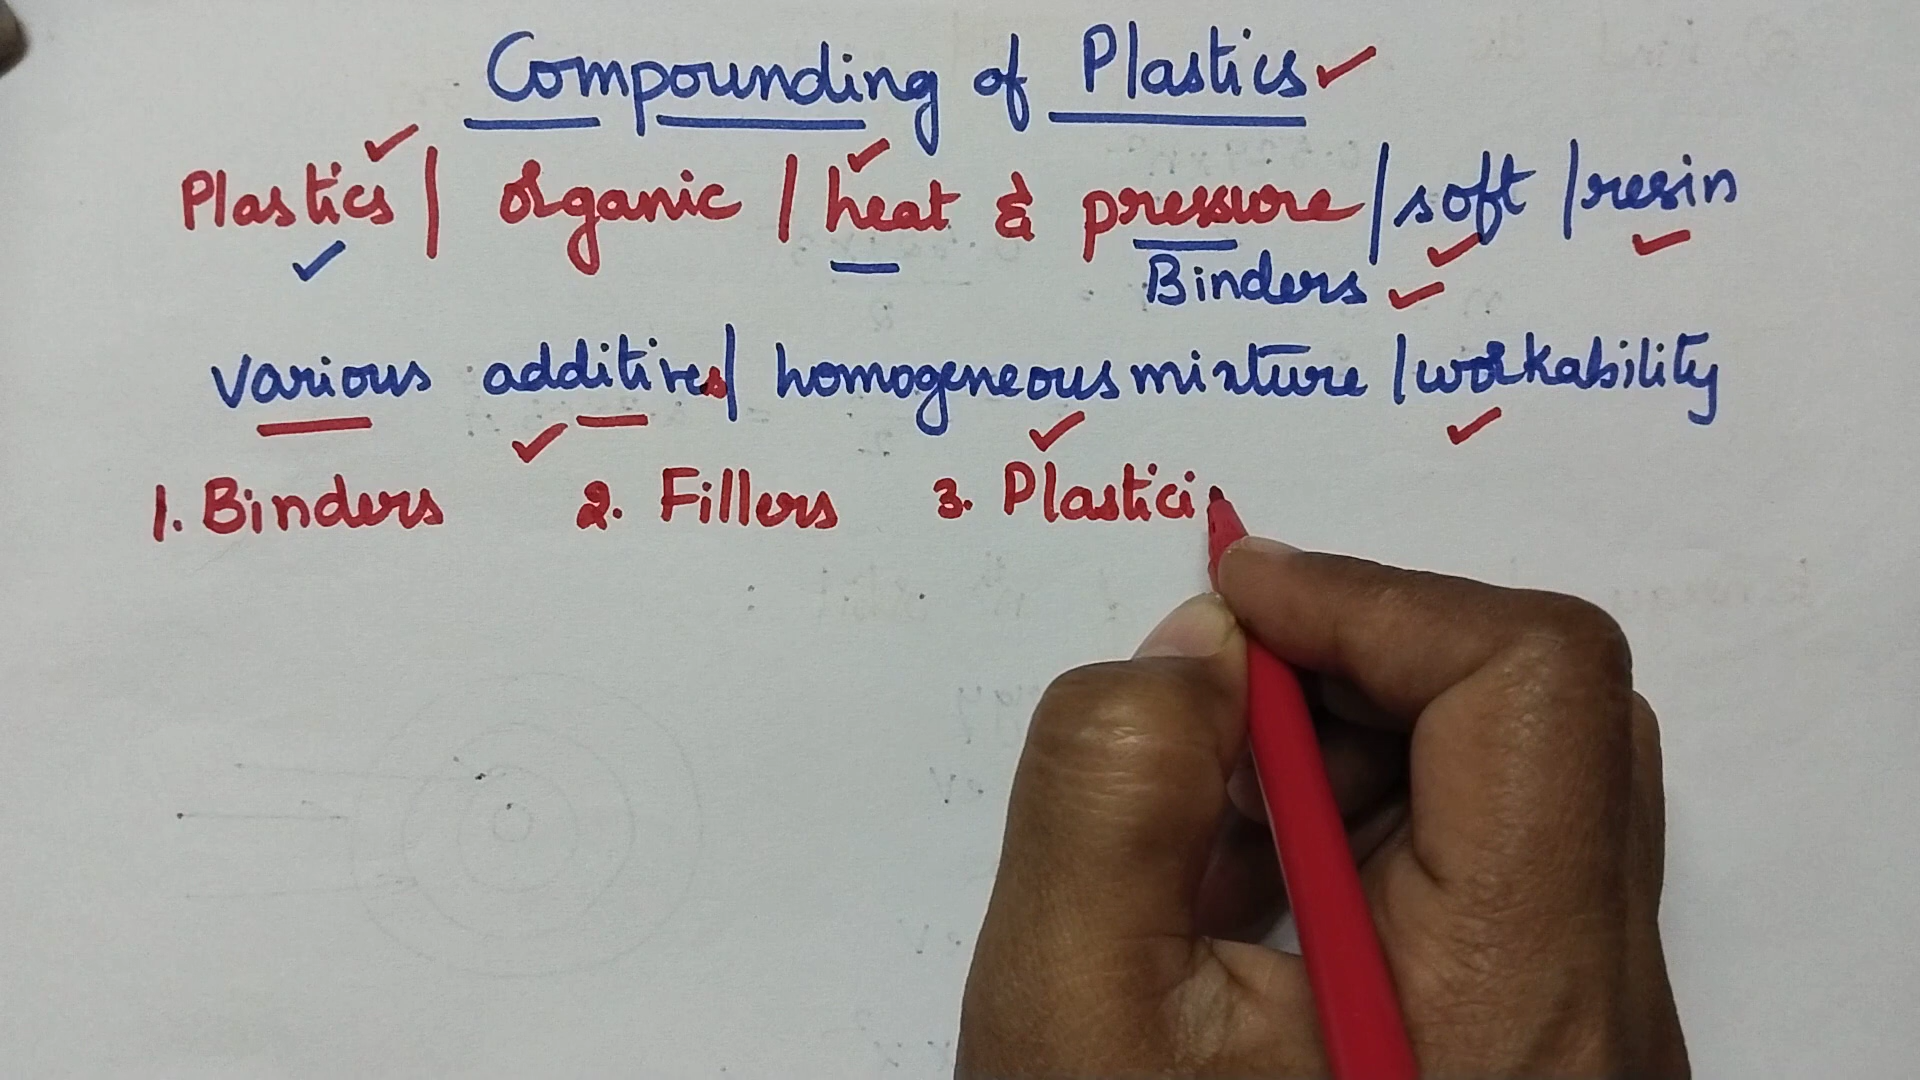 Compounding of Plastics
Plastics / organic / heat & pressure / soft / resin
Binders
various additives / homogeneous mixture / workability
1. Binders 2. Fillers 3. Plastici